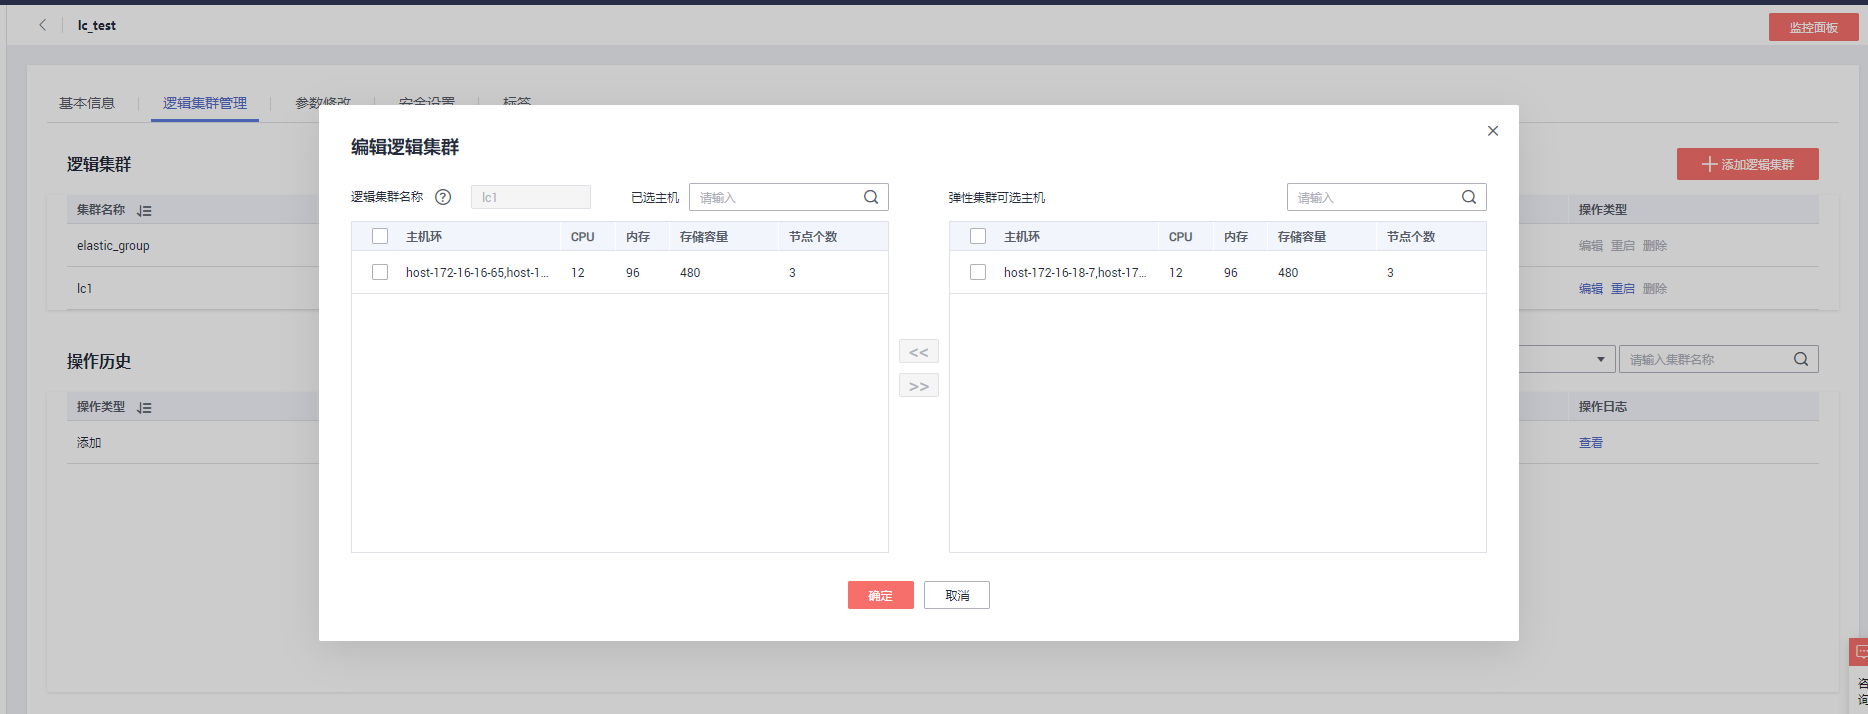 lc_test
监控面板
基本信息 逻辑集群管理 参数修改 安全设置 标签
编辑逻辑集群
逻辑集群
添加逻辑集群
逻辑集群名称 lc1 已选主机 请输入
弹性集群可选主机 请输入
集群名称
操作类型
主机环 CPU 内存 存储容量 节点个数
主机环 CPU 内存 存储容量 节点个数
elastic_group
编辑 重启 删除
host-172-16-16-65,host-1... 12 96 480 3
host-172-16-18-7,host-17... 12 96 480 3
lc1
编辑 重启 删除
<<
>>
操作历史
请输入集群名称
操作类型
操作日志
添加
查看
确定 取消
咨
询